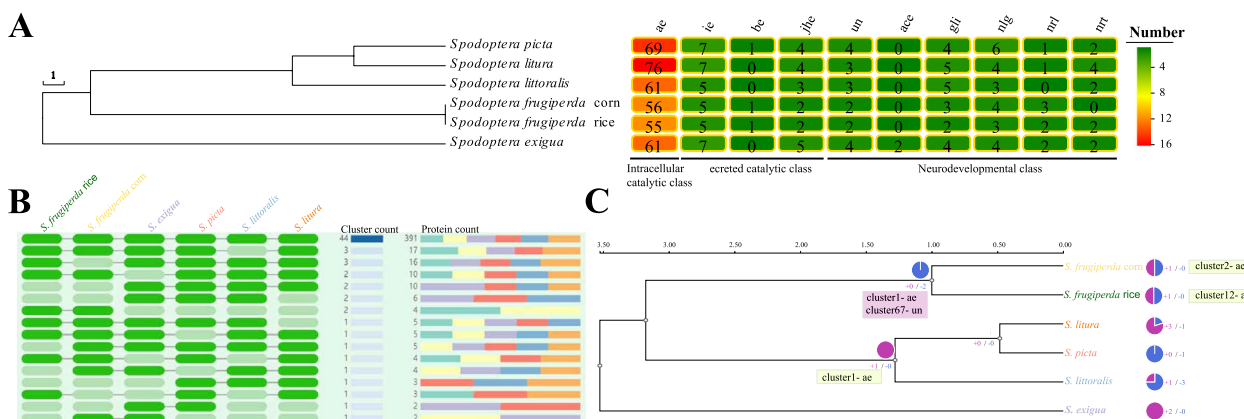 A
ae ie be jhe un ace gli nlg nrl nrt
Number
1
Spodoptera picta 69 7 1 4 4 0 4 6 1 2
Spodoptera litura 76 7 0 4 3 0 5 4 1 4
Spodoptera littoralis 61 5 0 3 3 0 5 3 0 2
Spodoptera frugiperda corn 56 5 1 2 2 0 3 4 3 0
Spodoptera frugiperda rice 55 5 1 2 2 0 2 3 2 2
Spodoptera exigua 61 7 0 5 4 2 4 4 2 2
4
8
12
16
Intracellular catalytic class
ecreted catalytic class
Neurodevelopmental class
B
S. frugiperda rice
S. frugiperda corn
S. exigua
S. picta
S. littoralis
S. litura
Cluster count Protein count
44 391
3 17
3 16
2 10
2 10
2 6
2 4
1 5
1 5
1 5
1 4
1 4
1 3
1 3
1 2
1 2
C
3.50 3.00 2.50 2.00 1.50 1.00 0.50 0.00
S. frugiperda corn +1 / -0 cluster2- ae
+0 / -2
S. frugiperda rice +1 / -0 cluster12- a
cluster1- ae
cluster67- un
S. litura +3 / -1
+0 / -0
S. picta +0 / -1
+1 / -0
cluster1- ae
S. littoralis +1 / -3
S. exigua +2 / -0